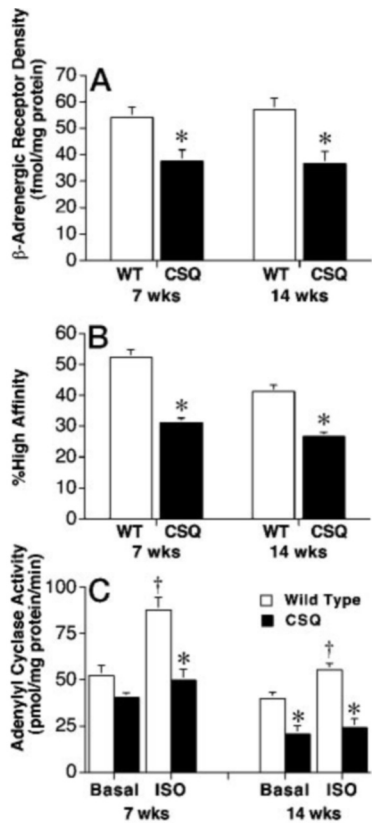 A
β-Adrenergic Receptor Density
(fmol/mg protein)
70
60
50
40
30
20
10
0
*
*
WT CSQ WT CSQ
7 wks 14 wks
B
%High Affinity
60
50
40
30
20
10
0
*
*
WT CSQ WT CSQ
7 wks 14 wks
C
Adenylyl Cyclase Activity
(pmol/mg protein/min)
100
75
50
25
0
†
*
Wild Type
CSQ
†
*
*
Basal ISO Basal ISO
7 wks 14 wks